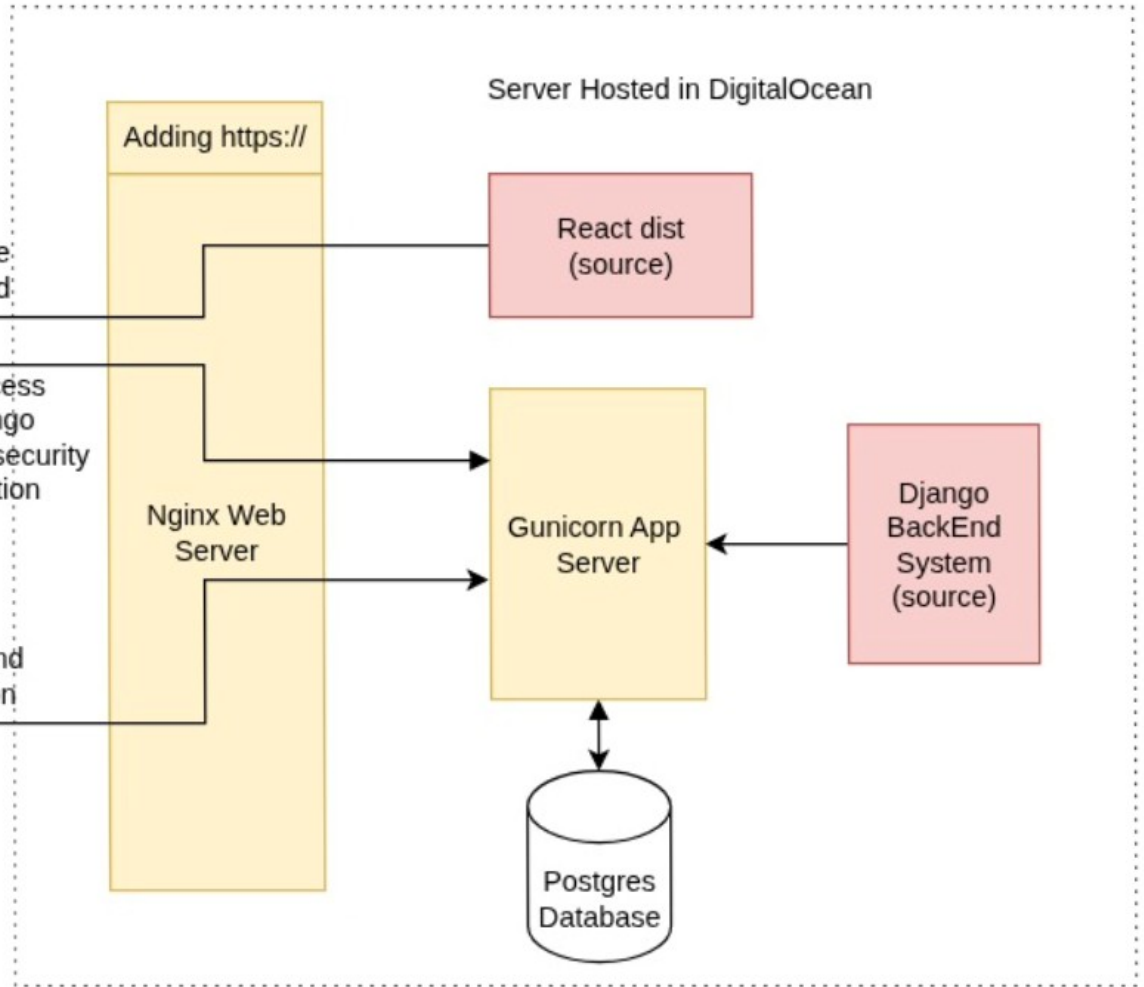 Server Hosted in DigitalOcean
Adding https://
React dist
(source)
security
Nginx Web
Server
Gunicorn App
Server
Django
BackEnd
System
(source)
Postgres
Database